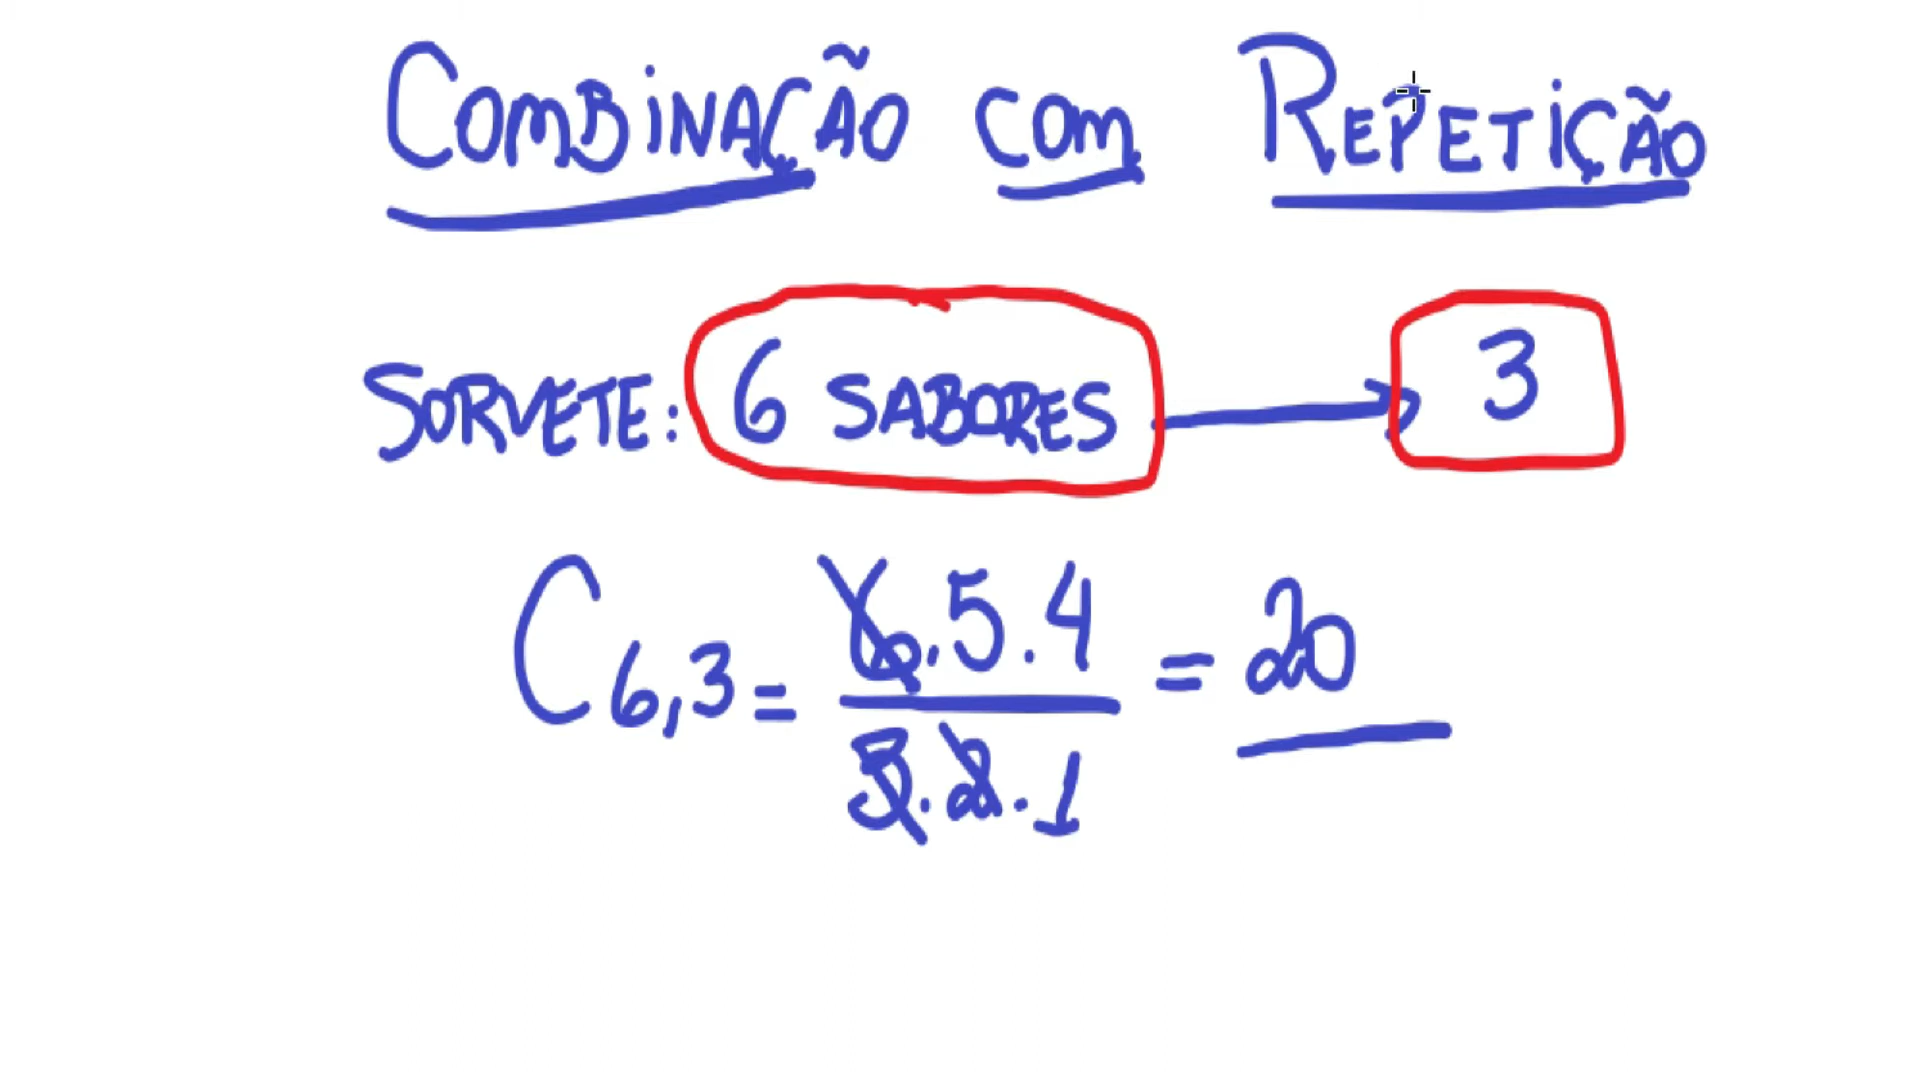 COMBINAÇÃO COM REPETIÇÃO
SORVETE: 6 SABORES → 3
C6,3 = 6.5.4 / 3.2.1 = 20